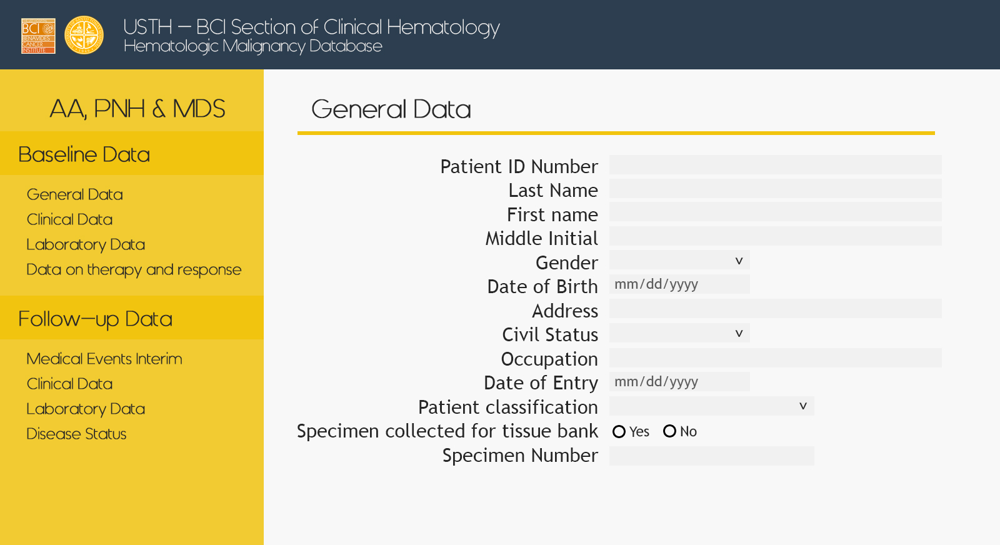 BCI
BENAVIDES
CANCER
INSTITUTE
USTH – BCI Section of Clinical Hematology
Hematologic Malignancy Database
AA, PNH & MDS
Baseline Data
General Data
Clinical Data
Laboratory Data
Data on therapy and response
Follow-up Data
Medical Events Interim
Clinical Data
Laboratory Data
Disease Status
General Data
Patient ID Number
Last Name
First name
Middle Initial
Gender v
Date of Birth mm/dd/yyyy
Address
Civil Status v
Occupation
Date of Entry mm/dd/yyyy
Patient classification v
Specimen collected for tissue bank Yes No
Specimen Number